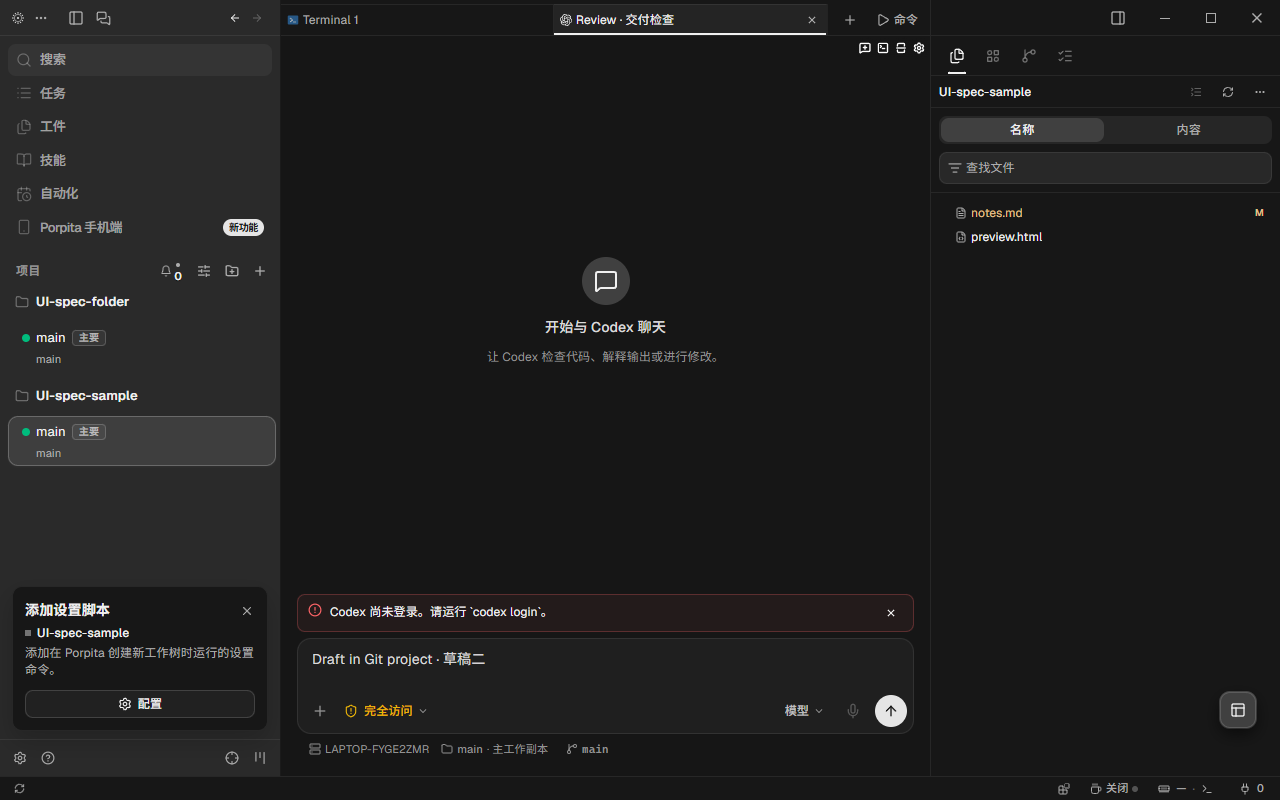 Terminal 1
Review · 交付检查
命令
搜索
任务
工件
技能
自动化
Porpita 手机端
新功能
项目
0
UI-spec-folder
main 主要
main
UI-spec-sample
main 主要
main
添加设置脚本
UI-spec-sample
添加在 Porpita 创建新工作树时运行的设置
命令。
配置
开始与 Codex 聊天
让 Codex 检查代码、解释输出或进行修改。
Codex 尚未登录。请运行 `codex login`。
Draft in Git project · 草稿二
完全访问
模型
LAPTOP-FYGE2ZMR
main · 主工作副本
main
UI-spec-sample
名称
内容
查找文件
notes.md
M
preview.html
关闭
0